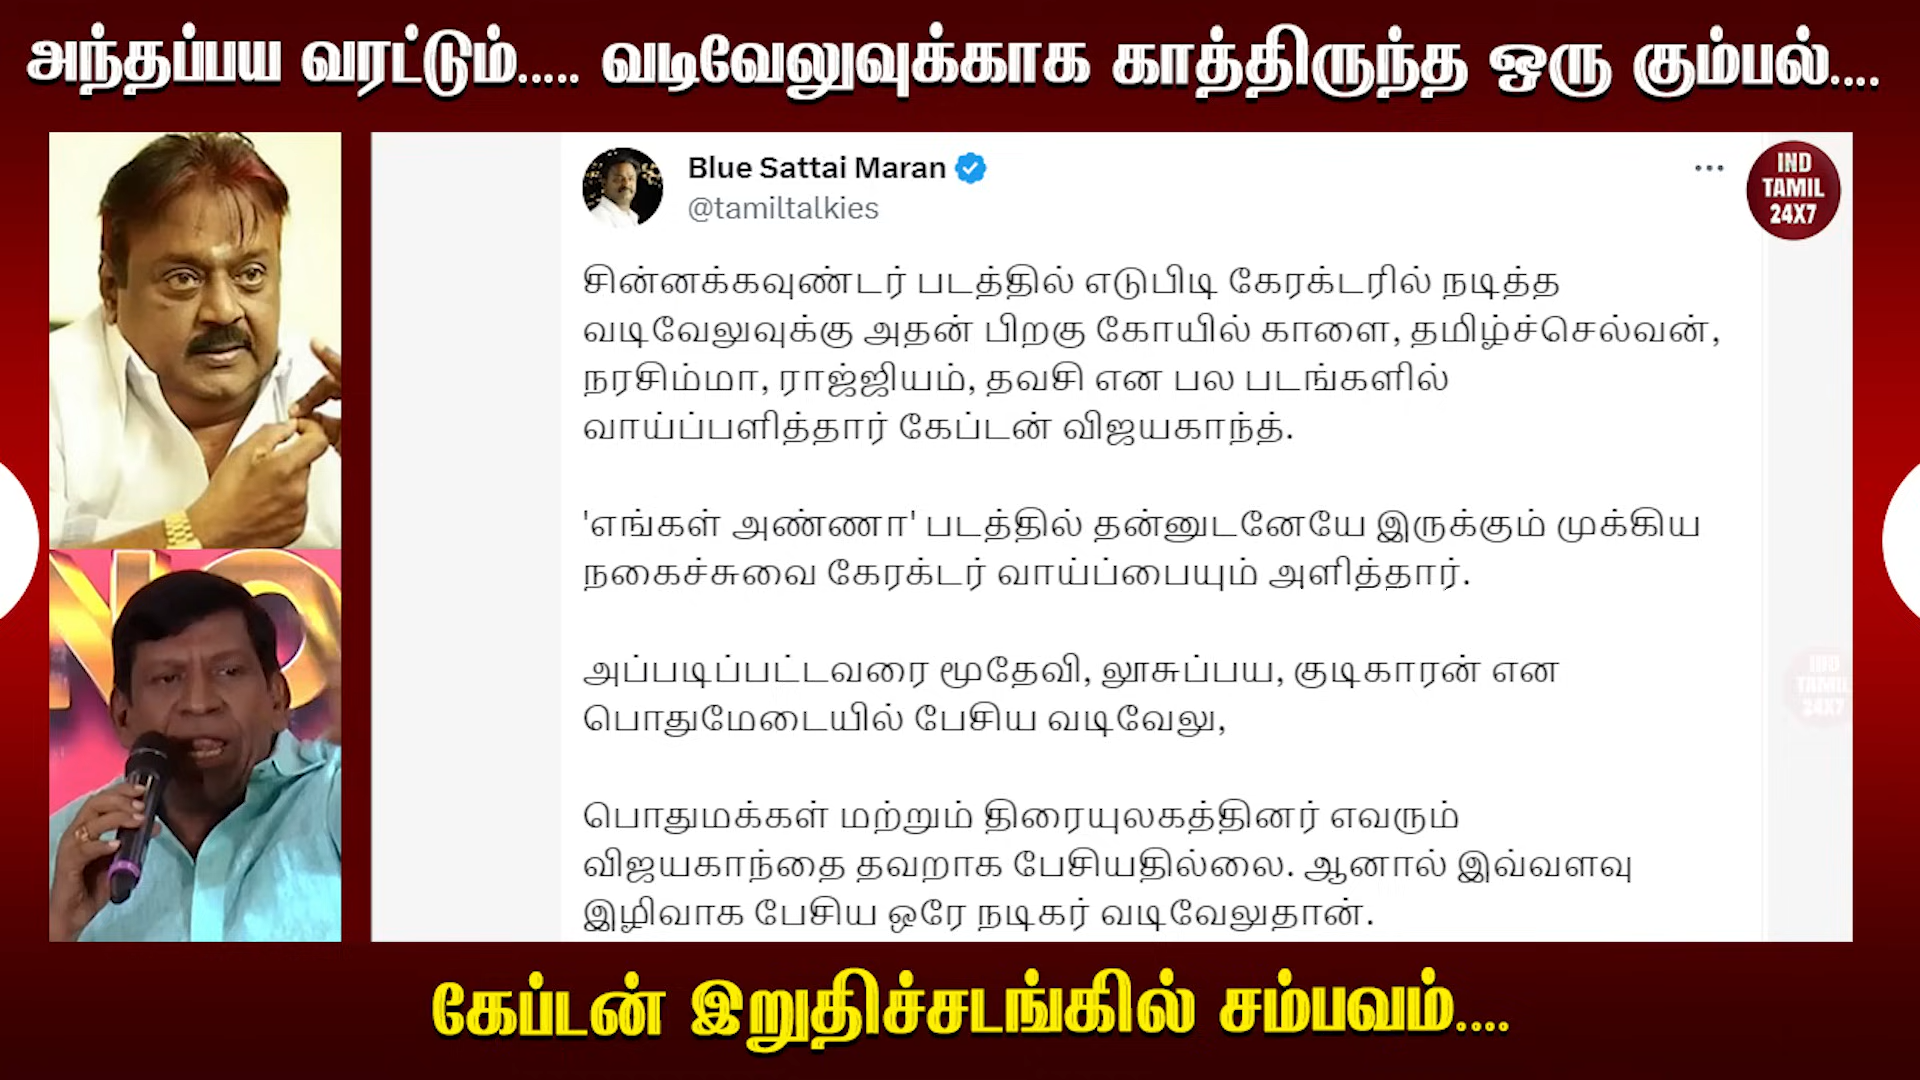 அந்தப்பய வரட்டும்..... வடிவேலுவுக்காக காத்திருந்த ஒரு கும்பல்....
Blue Sattai Maran
@tamiltalkies
IND
TAMIL
24X7
சின்னக்கவுண்டர் படத்தில் எடுபிடி கேரக்டரில் நடித்த
வடிவேலுவுக்கு அதன் பிறகு கோயில் காளை, தமிழ்ச்செல்வன்,
நரசிம்மா, ராஜ்ஜியம், தவசி என பல படங்களில்
வாய்ப்பளித்தார் கேப்டன் விஜயகாந்த்.
'எங்கள் அண்ணா' படத்தில் தன்னுடனேயே இருக்கும் முக்கிய
நகைச்சுவை கேரக்டர் வாய்ப்பையும் அளித்தார்.
அப்படிப்பட்டவரை மூதேவி, லூசுப்பய, குடிகாரன் என
பொதுமேடையில் பேசிய வடிவேலு,
IND
TAMIL
24X7
பொதுமக்கள் மற்றும் திரையுலகத்தினர் எவரும்
விஜயகாந்தை தவறாக பேசியதில்லை. ஆனால் இவ்வளவு
இழிவாக பேசிய ஒரே நடிகர் வடிவேலுதான்.
கேப்டன் இறுதிச்சடங்கில் சம்பவம்....